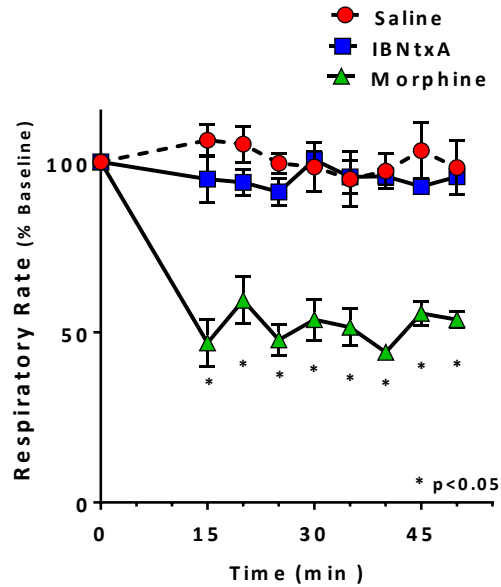 Saline
IBNtxA
Morphine
Respiratory Rate (% Baseline)
100
50
0
* * * * * * * *
* p<0.05
0 15 30 45
Time (min )